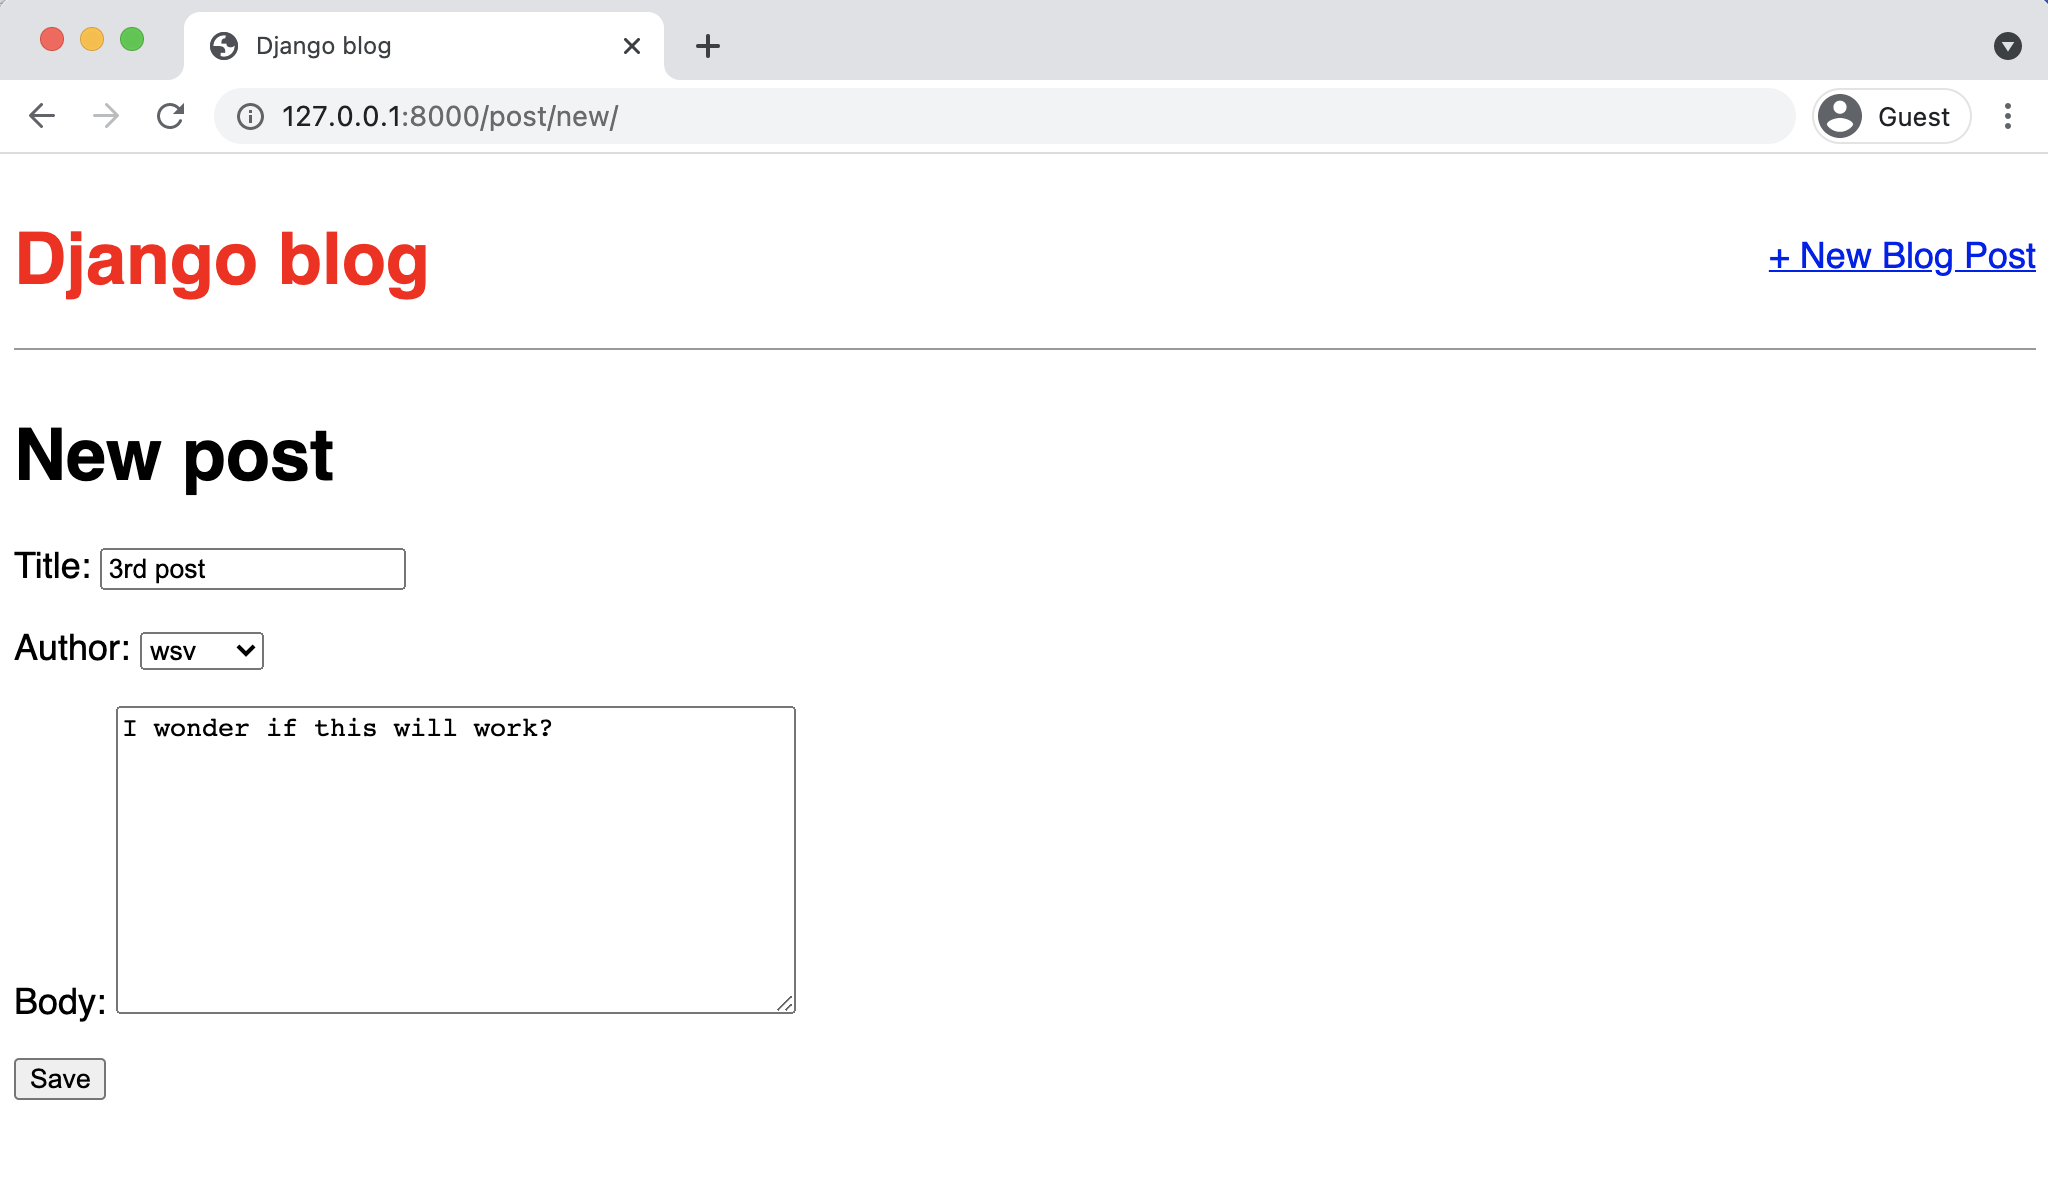 Django blog
127.0.0.1:8000/post/new/
Guest
Django blog
+ New Blog Post
New post
Title: 3rd post
Author: wsv
I wonder if this will work?
Body:
Save